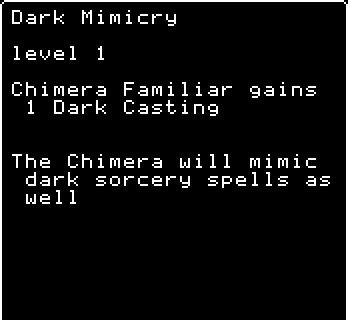 Dark Mimicry
level 1
Chimera Familiar gains
1 Dark Casting
The Chimera will mimic
dark sorcery spells as
well